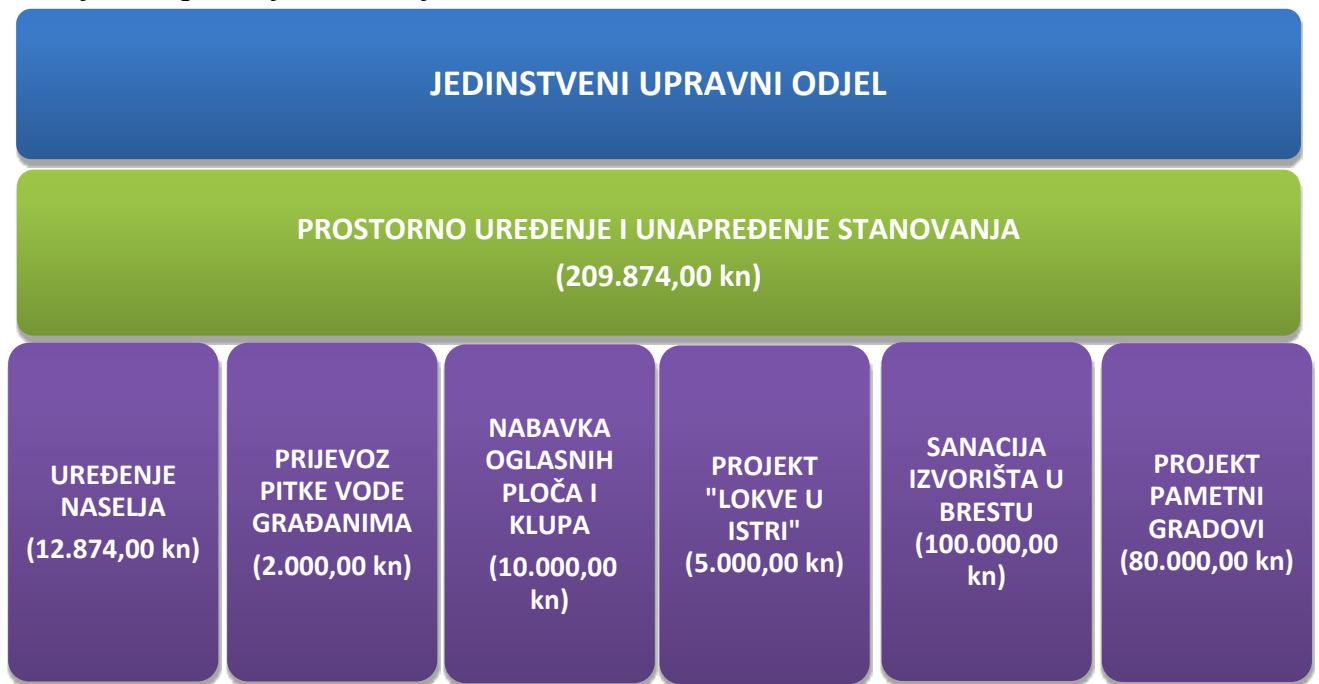 JEDINSTVENI UPRAVNI ODJEL
PROSTORNO UREĐENJE I UNAPREĐENJE STANOVANJA
(209.874,00 kn)
UREĐENJE
NASELJA
(12.874,00 kn)
PRIJEVOZ
PITKE VODE
GRAĐANIMA
(2.000,00 kn)
NABAVKA
OGLASNIH
PLOČA I
KLUPA
(10.000,00
kn)
PROJEKT
"LOKVE U
ISTRI"
(5.000,00 kn)
SANACIJA
IZVORIŠTA U
BRESTU
(100.000,00
kn)
PROJEKT
PAMETNI
GRADOVI
(80.000,00 kn)